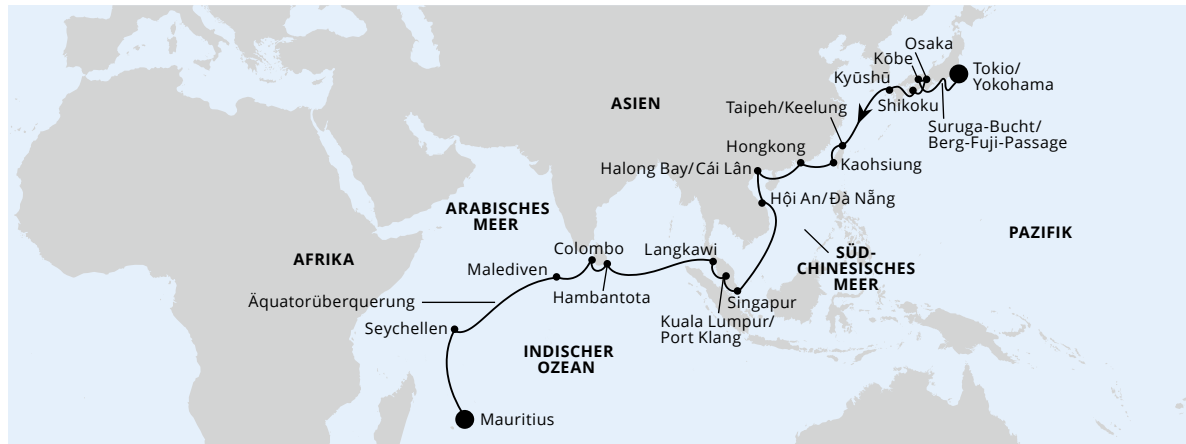 Osaka
Kōbe
Kyūshū
Tokio/
Yokohama
ASIEN
Taipeh/Keelung
Shikoku
Suruga-Bucht/
Berg-Fuji-Passage
Hongkong
Halong Bay/Cái Lân
Kaohsiung
Hội An/Đà Nẵng
ARABISCHES
MEER
PAZIFIK
AFRIKA
Colombo
Langkawi
SÜD-
CHINESISCHES
MEER
Malediven
Hambantota
Singapur
Äquatorüberquerung
Kuala Lumpur/
Port Klang
Seychellen
INDISCHER
OZEAN
Mauritius